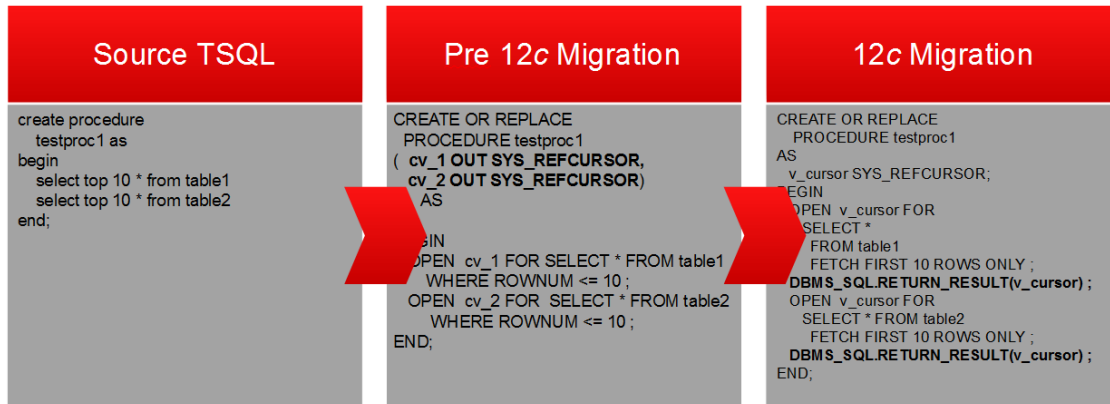 Source TSQL
create procedure
testproc1 as
begin
select top 10 * from table1
select top 10 * from table2
end;
Pre 12c Migration
CREATE OR REPLACE
PROCEDURE testproc1
( cv_1 OUT SYS_REFCURSOR,
cv_2 OUT SYS_REFCURSOR)
AS
GIN
OPEN cv_1 FOR SELECT * FROM table1
WHERE ROWNUM <= 10 ;
OPEN cv_2 FOR SELECT * FROM table2
WHERE ROWNUM <= 10 ;
END;
12c Migration
CREATE OR REPLACE
PROCEDURE testproc1
AS
v_cursor SYS_REFCURSOR;
BEGIN
OPEN v_cursor FOR
SELECT *
FROM table1
FETCH FIRST 10 ROWS ONLY ;
DBMS_SQL.RETURN_RESULT(v_cursor) ;
OPEN v_cursor FOR
SELECT * FROM table2
FETCH FIRST 10 ROWS ONLY ;
DBMS_SQL.RETURN_RESULT(v_cursor) ;
END;